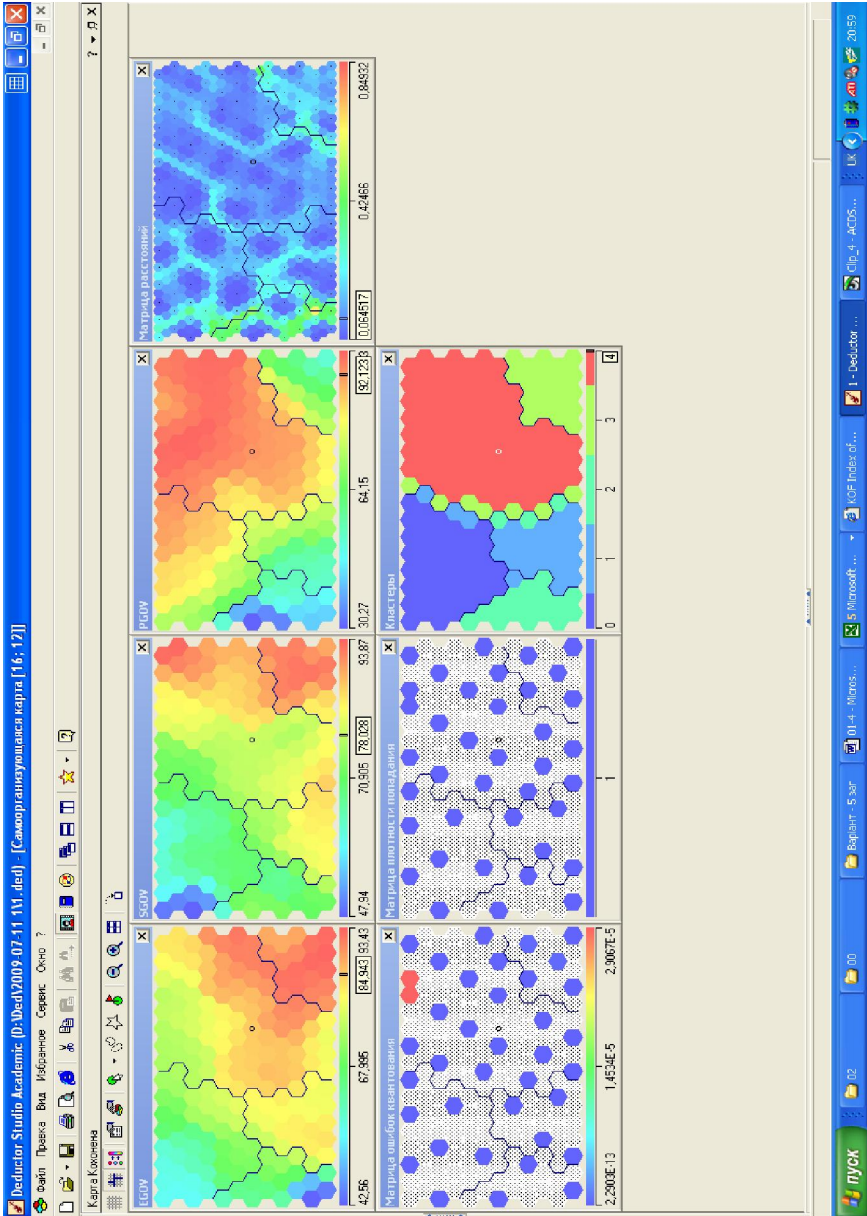 Deductor Studio Academic (D:\Ded\2009-07-11 1\1.ded) - [Самоорганизующаяся карта [16; 12]]
Файл Правка Вид Избранное Сервис Окно ?
Карта Кохонена
EGOV
42,56 67,995 84,943 93,43
SGOV
47,94 70,905 78,028 93,87
PGOV
30,27 64,15 92,123
Матрица расстояний
0,064517 0,42466 0,84932
Матрица ошибок квантования
2,2903E-13 1,4534E-5 2,9067E-5
Матрица плотности попадания
1
Кластеры
0 1 2 3 4
пуск
02
00
Варіант - 5 заг
01-4 - Micros...
5 Microsoft ...
KOF Index of...
1 - Deductor ...
Clip_4 - ACDS...
UK
20:59